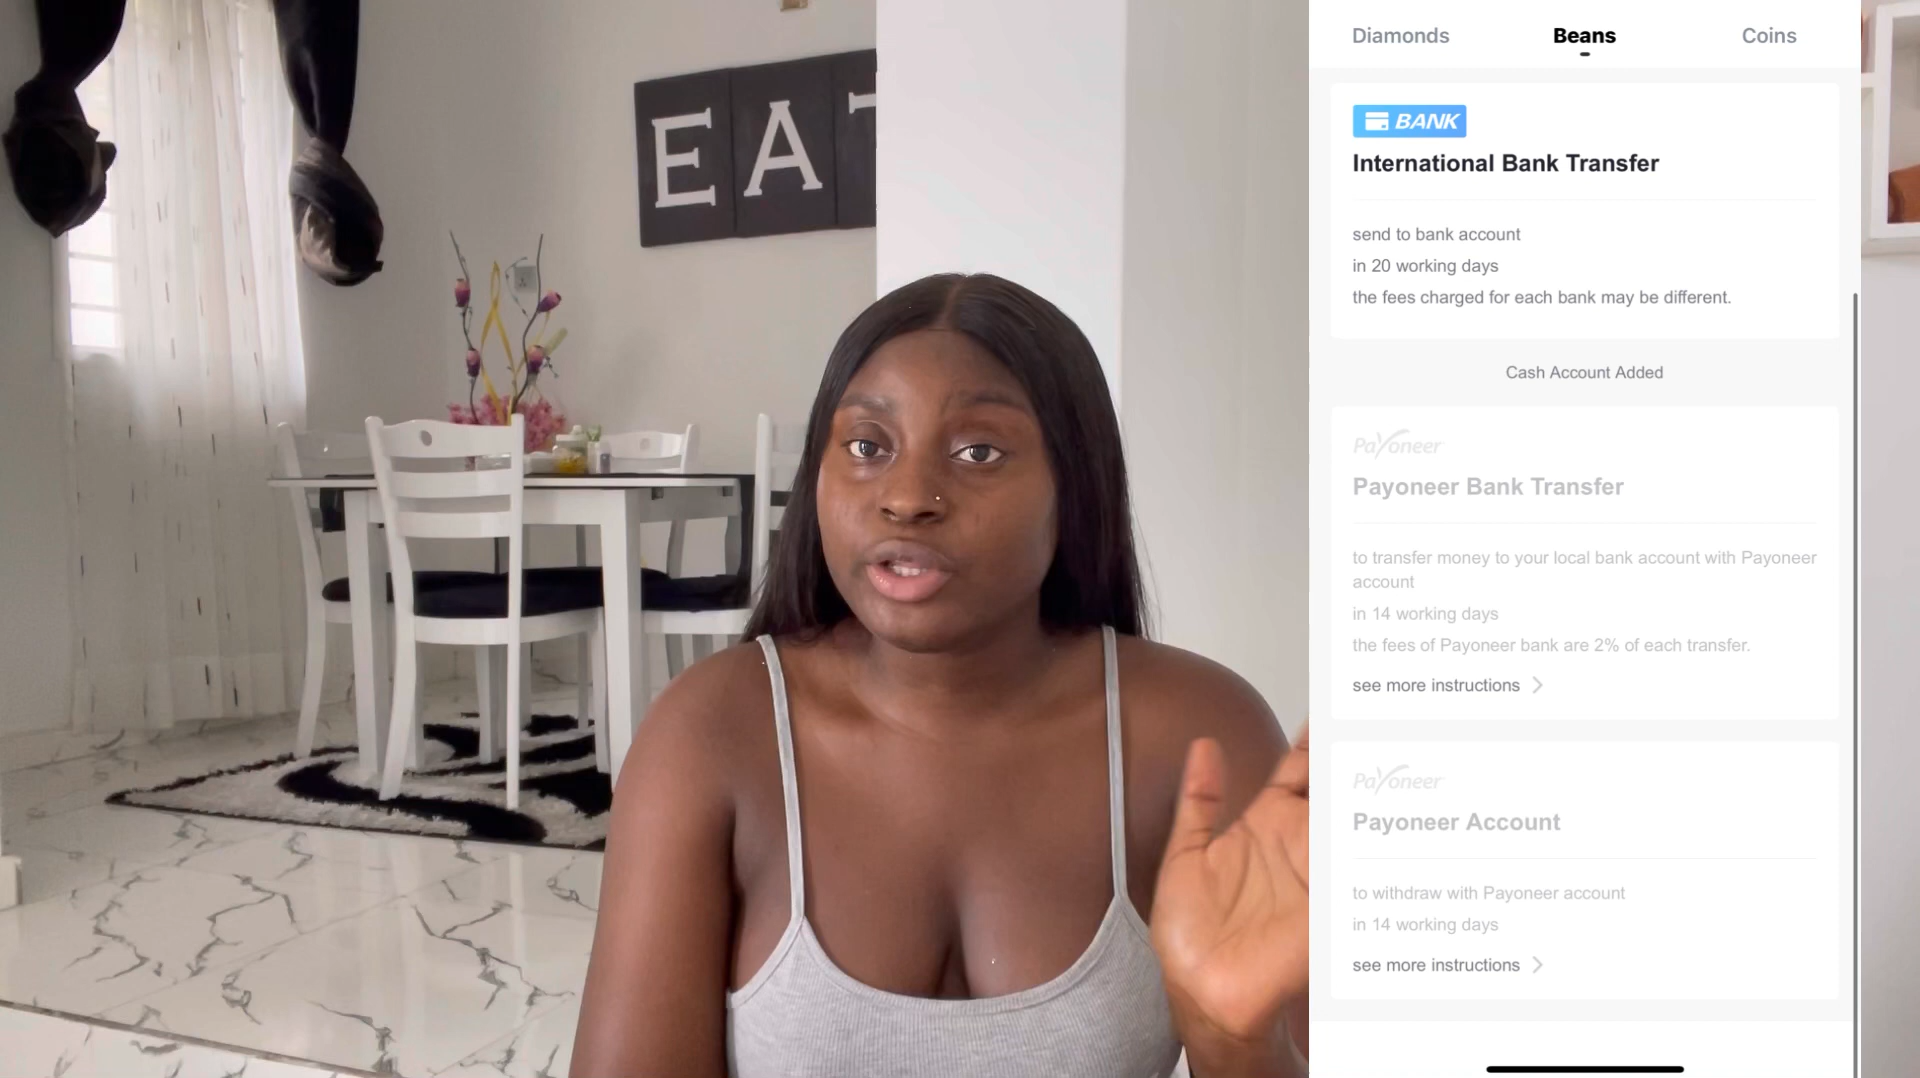 EAT
Diamonds Beans Coins
BANK
International Bank Transfer
send to bank account
in 20 working days
the fees charged for each bank may be different.
Cash Account Added
Payoneer
Payoneer Bank Transfer
to transfer money to your local bank account with Payoneer
account
in 14 working days
the fees of Payoneer bank are 2% of each transfer.
see more instructions
Payoneer
Payoneer Account
to withdraw with Payoneer account
in 14 working days
see more instructions